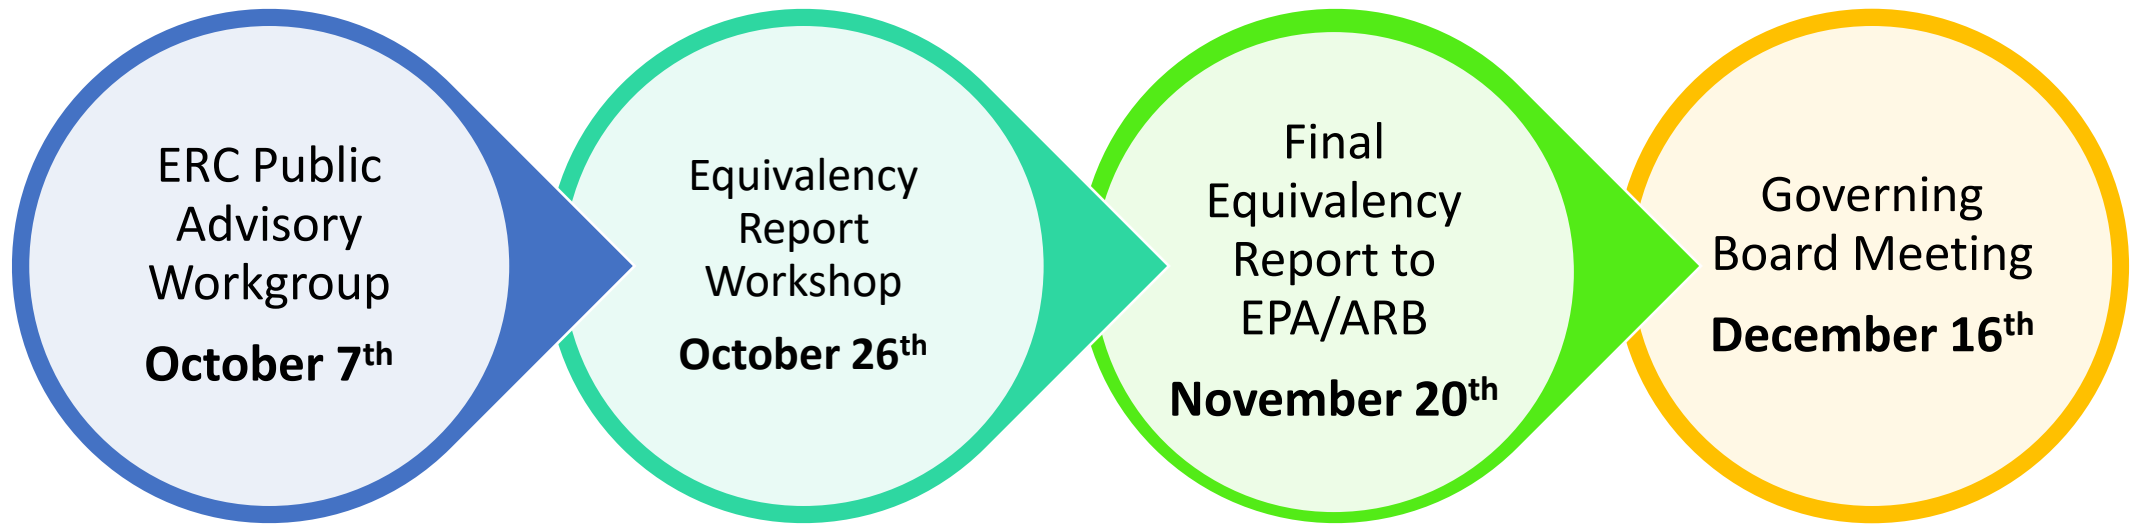 ERC Public
Advisory
Workgroup
October 7th
Equivalency
Report
Workshop
October 26th
Final
Equivalency
Report to
EPA/ARB
November 20th
Governing
Board Meeting
December 16th